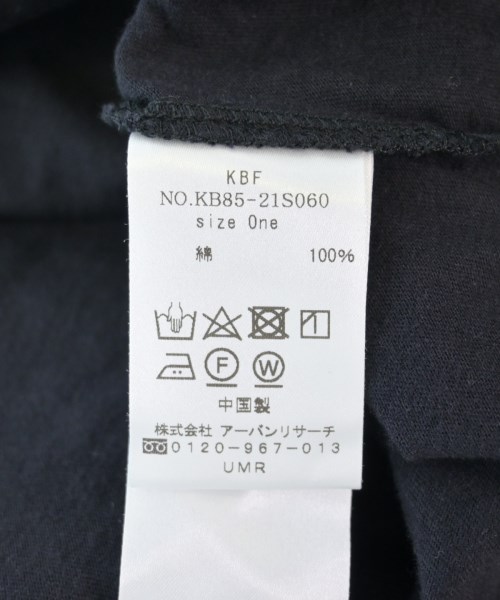 KBF
NO.KB85-21S060
size One
綿 100%
F W
中国製
株式会社 アーバンリサーチ
0120-967-013
UMR